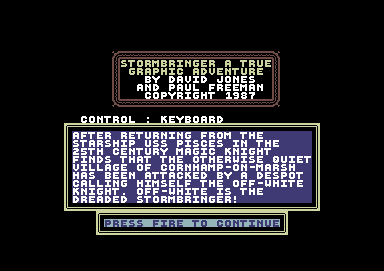 STORMBRINGER A TRUE
GRAPHIC ADVENTURE
BY DAVID JONES
AND PAUL FREEMAN
COPYRIGHT 1987
CONTROL : KEYBOARD
AFTER RETURNING FROM THE
STARSHIP USS PISCES IN THE
25TH CENTURY MAGIC KNIGHT
FINDS THAT THE OTHERWISE QUIET
VILLAGE OF CORNHAMP-ON-MARSH
HAS BEEN ATTACKED BY A DESPOT
CALLING HIMSELF THE OFF-WHITE
KNIGHT. OFF-WHITE IS THE
DREADED STORMBRINGER!
PRESS FIRE TO CONTINUE